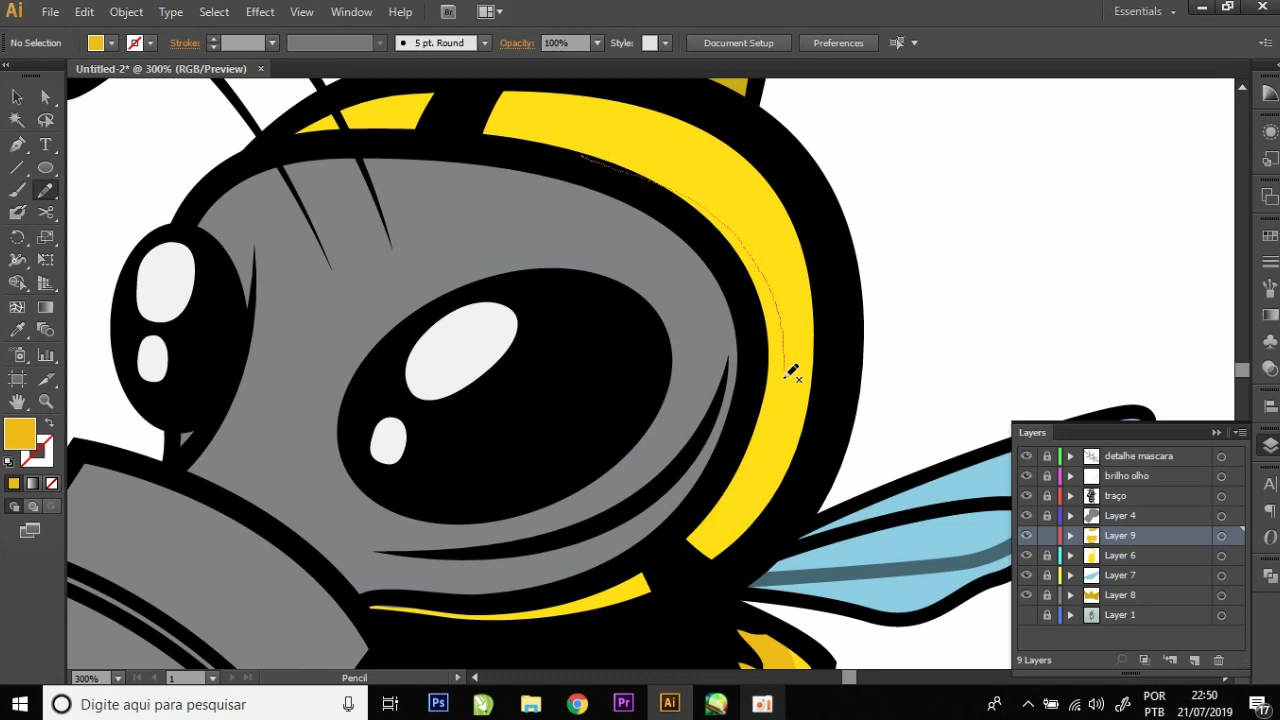 Ai File Edit Object Type Select Effect View Window Help Br Essentials
No Selection Stroke: 5 pt. Round Opacity: 100% Style: Document Setup Preferences
Untitled-2* @ 300% (RGB/Preview) ×
Layers
detalhe mascara
brilho olho
traço
Layer 4
Layer 9
Layer 6
Layer 7
Layer 8
Layer 1
9 Layers
300% 1 Pencil
Digite aqui para pesquisar Ps Pr Ai POR 22:50
PTB 21/07/2019 17